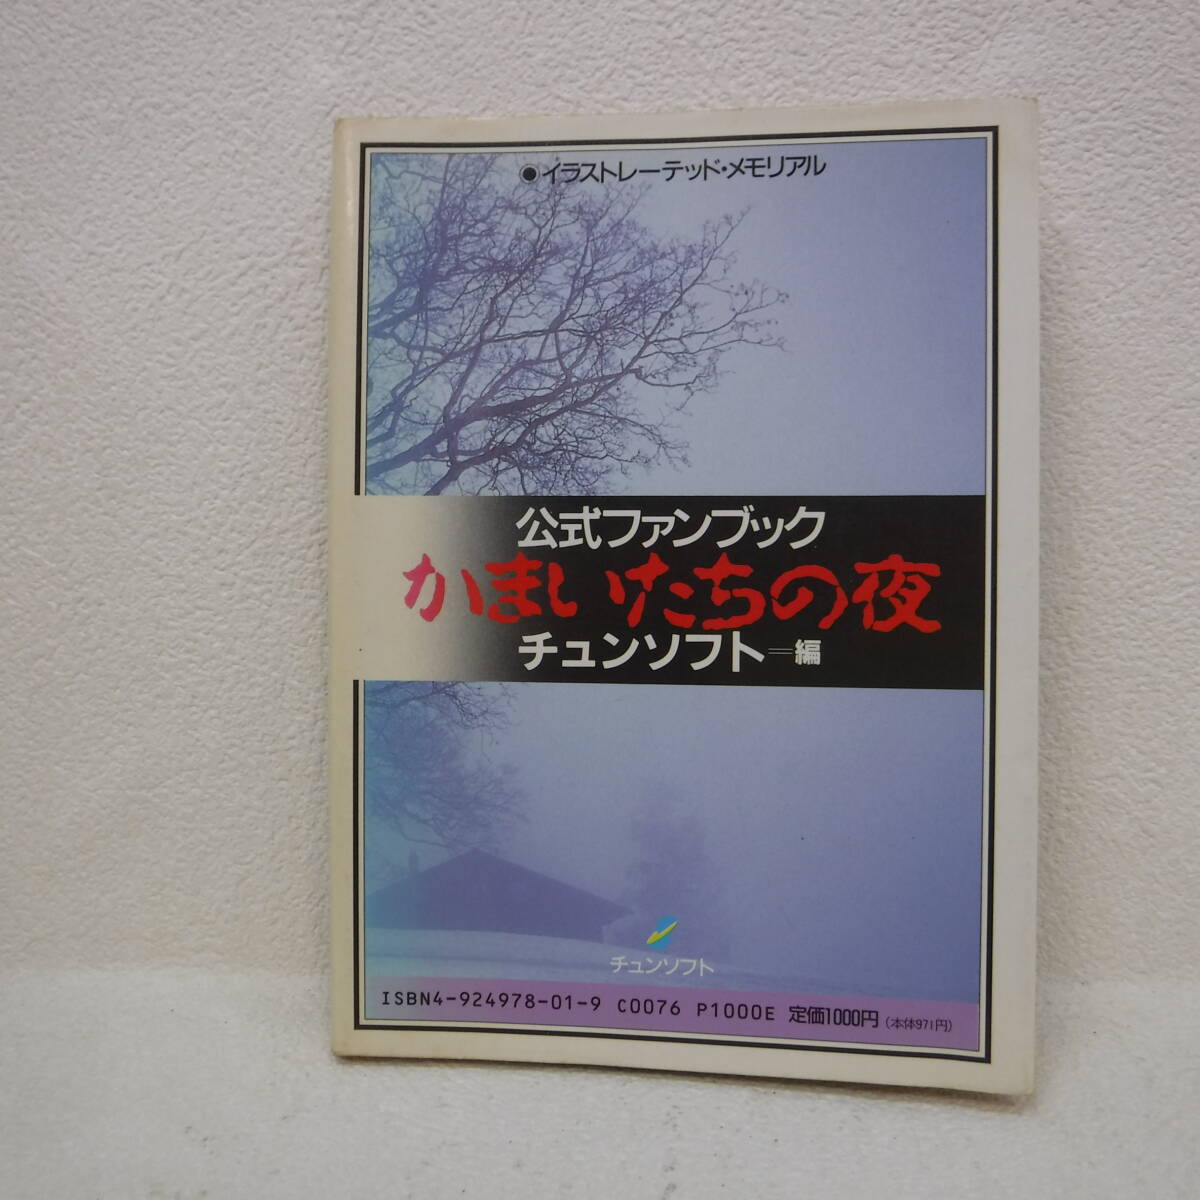 ●イラストレーテッド・メモリアル
公式ファンブック
かまいたちの夜
チュンソフト=編
チュンソフト
ISBN4-924978-01-9 C0076 P1000E 定価1000円(本体971円)